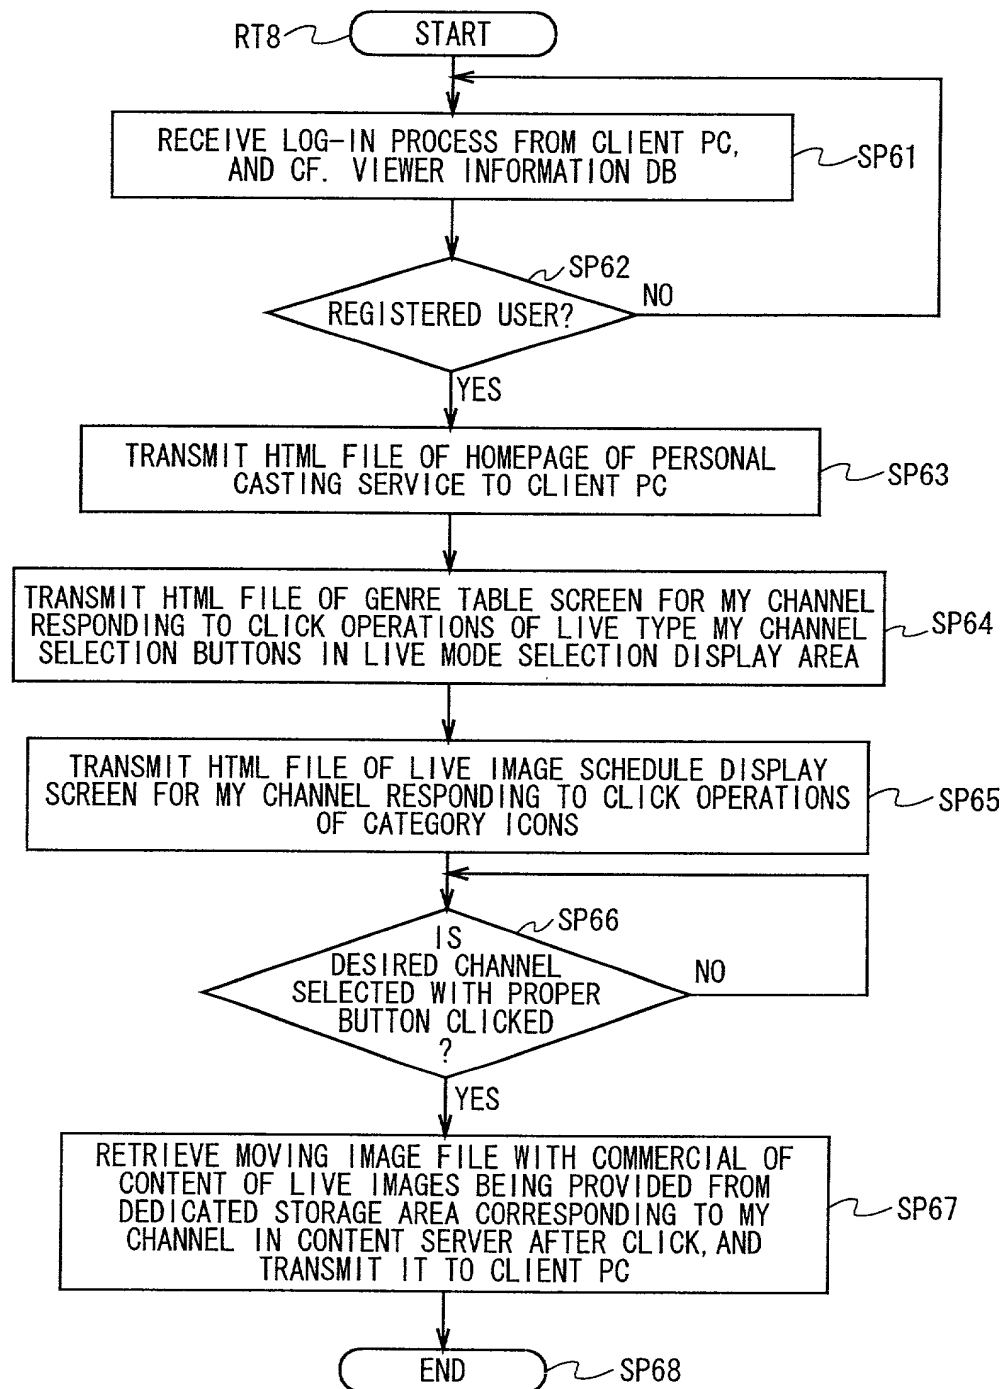 RT8
START
RECEIVE LOG-IN PROCESS FROM CLIENT PC,
AND CF. VIEWER INFORMATION DB
SP61
SP62
REGISTERED USER?
NO
YES
TRANSMIT HTML FILE OF HOMEPAGE OF PERSONAL
CASTING SERVICE TO CLIENT PC
SP63
TRANSMIT HTML FILE OF GENRE TABLE SCREEN FOR MY CHANNEL
RESPONDING TO CLICK OPERATIONS OF LIVE TYPE MY CHANNEL
SELECTION BUTTONS IN LIVE MODE SELECTION DISPLAY AREA
SP64
TRANSMIT HTML FILE OF LIVE IMAGE SCHEDULE DISPLAY
SCREEN FOR MY CHANNEL RESPONDING TO CLICK OPERATIONS
OF CATEGORY ICONS
SP65
SP66
IS
DESIRED CHANNEL
SELECTED WITH PROPER
BUTTON CLICKED
?
NO
YES
RETRIEVE MOVING IMAGE FILE WITH COMMERCIAL OF
CONTENT OF LIVE IMAGES BEING PROVIDED FROM
DEDICATED STORAGE AREA CORRESPONDING TO MY
CHANNEL IN CONTENT SERVER AFTER CLICK, AND
TRANSMIT IT TO CLIENT PC
SP67
END
SP68